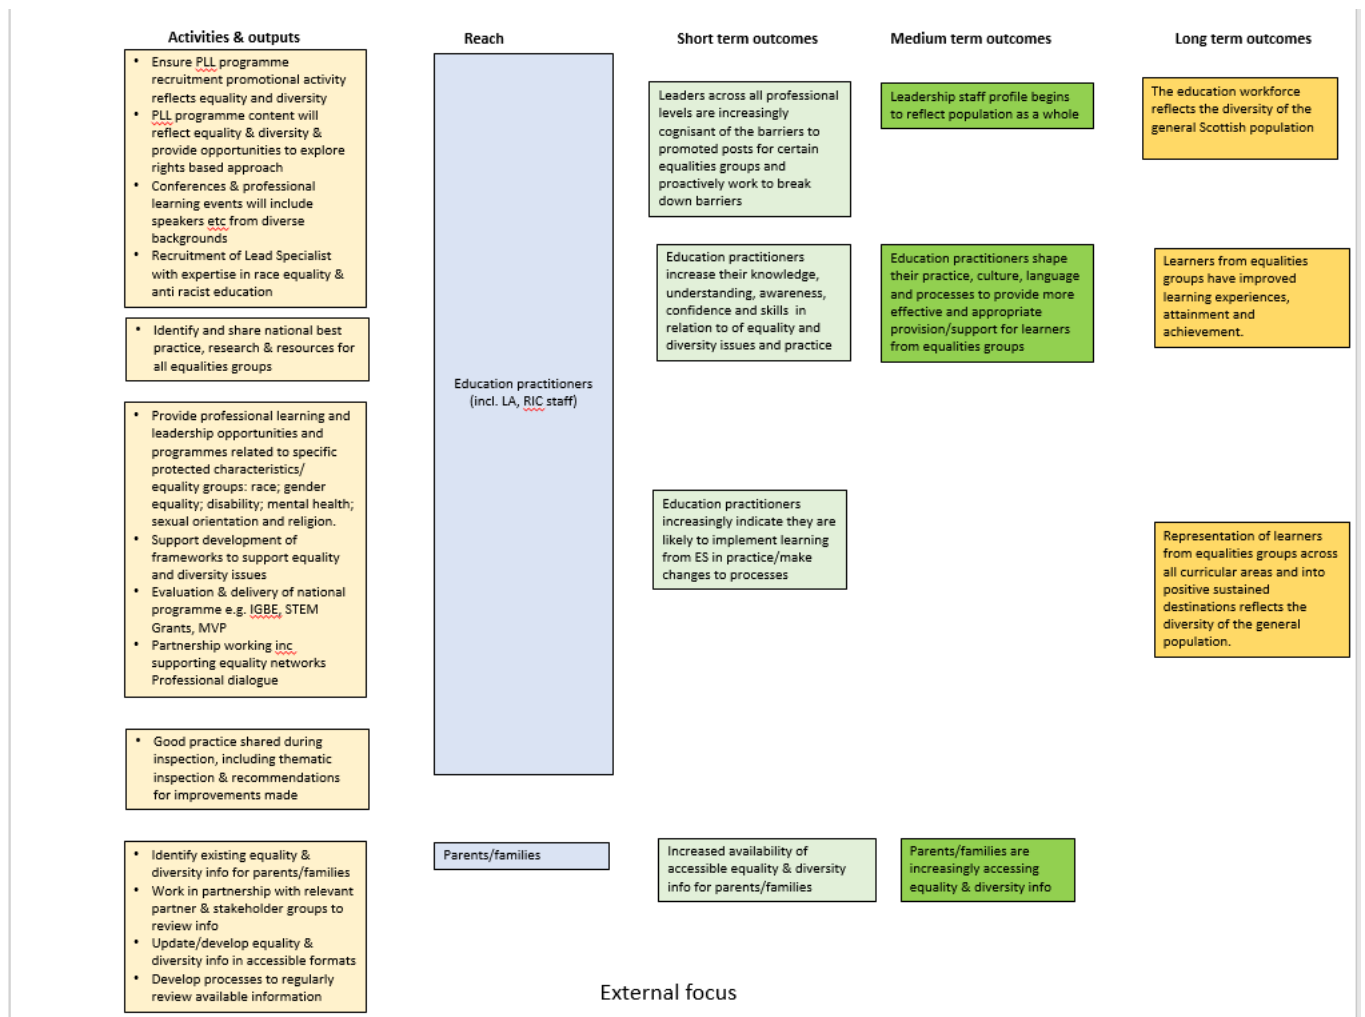 Activities & outputs
Reach
Short term outcomes
Medium term outcomes
Long term outcomes
• Ensure PLL programme
recruitment promotional activity
reflects equality and diversity
• PLL programme content will
reflect equality & diversity &
provide opportunities to explore
rights based approach
• Conferences & professional
learning events will include
speakers etc from diverse
backgrounds
• Recruitment of Lead Specialist
with expertise in race equality &
anti racist education
• Identify and share national best
practice, research & resources for
all equalities groups
• Provide professional learning and
leadership opportunities and
programmes related to specific
protected characteristics/
equality groups: race; gender
equality; disability; mental health;
sexual orientation and religion.
• Support development of
frameworks to support equality
and diversity issues
• Evaluation & delivery of national
programme e.g. IGBE, STEM
Grants, MVP
• Partnership working inc
supporting equality networks
Professional dialogue
• Good practice shared during
inspection, including thematic
inspection & recommendations
for improvements made
• Identify existing equality &
diversity info for parents/families
• Work in partnership with relevant
partner & stakeholder groups to
review info
• Update/develop equality &
diversity info in accessible formats
• Develop processes to regularly
review available information
Education practitioners
(incl. LA, RIC staff)
Parents/families
Leaders across all professional
levels are increasingly
cognisant of the barriers to
promoted posts for certain
equalities groups and
proactively work to break
down barriers
Education practitioners
increase their knowledge,
understanding, awareness,
confidence and skills in
relation to of equality and
diversity issues and practice
Education practitioners
increasingly indicate they are
likely to implement learning
from ES in practice/make
changes to processes
Increased availability of
accessible equality & diversity
info for parents/families
Leadership staff profile begins
to reflect population as a whole
Education practitioners shape
their practice, culture, language
and processes to provide more
effective and appropriate
provision/support for learners
from equalities groups
Parents/families are
increasingly accessing
equality & diversity info
The education workforce
reflects the diversity of the
general Scottish population
Learners from equalities
groups have improved
learning experiences,
attainment and
achievement.
Representation of learners
from equalities groups across
all curricular areas and into
positive sustained
destinations reflects the
diversity of the general
population.
External focus